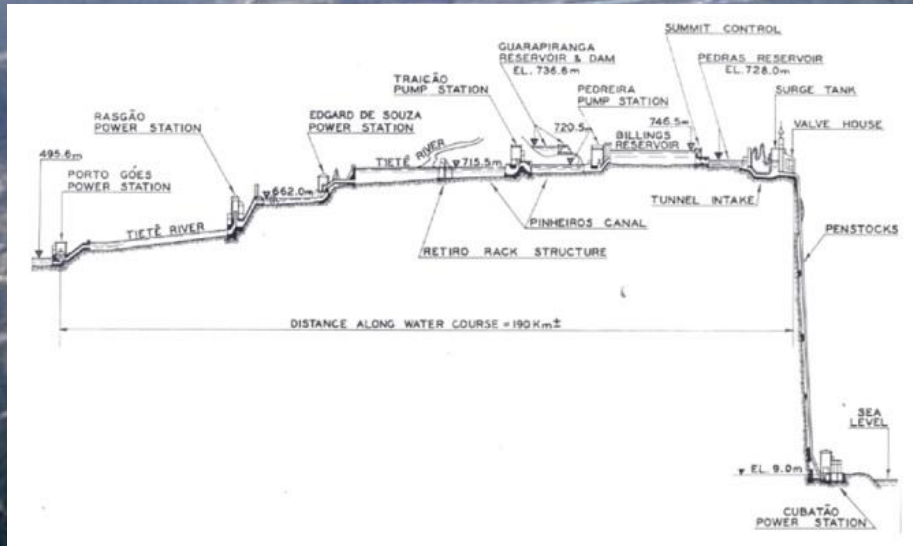 SUMMIT CONTROL
GUARAPIRANGA
RESERVOIR & DAM
EL. 736.6m
PEDRAS RESERVOIR
EL. 728.0m
TRAIÇÃO
PUMP STATION
PEDREIRA
PUMP STATION
SURGE TANK
RASGÃO
POWER STATION
EDGARD DE SOUZA
POWER STATION
720.5m
746.5m
BILLINGS
RESERVOIR
VALVE HOUSE
495.6m
PORTO GÓES
POWER STATION
TIETÊ RIVER
715.5m
662.0m
TUNNEL INTAKE
TIETÊ RIVER
PINHEIROS CANAL
PENSTOCKS
RETIRO RACK STRUCTURE
DISTANCE ALONG WATER COURSE = 190 Km±
SEA
LEVEL
EL. 9.0m
CUBATÃO
POWER STATION